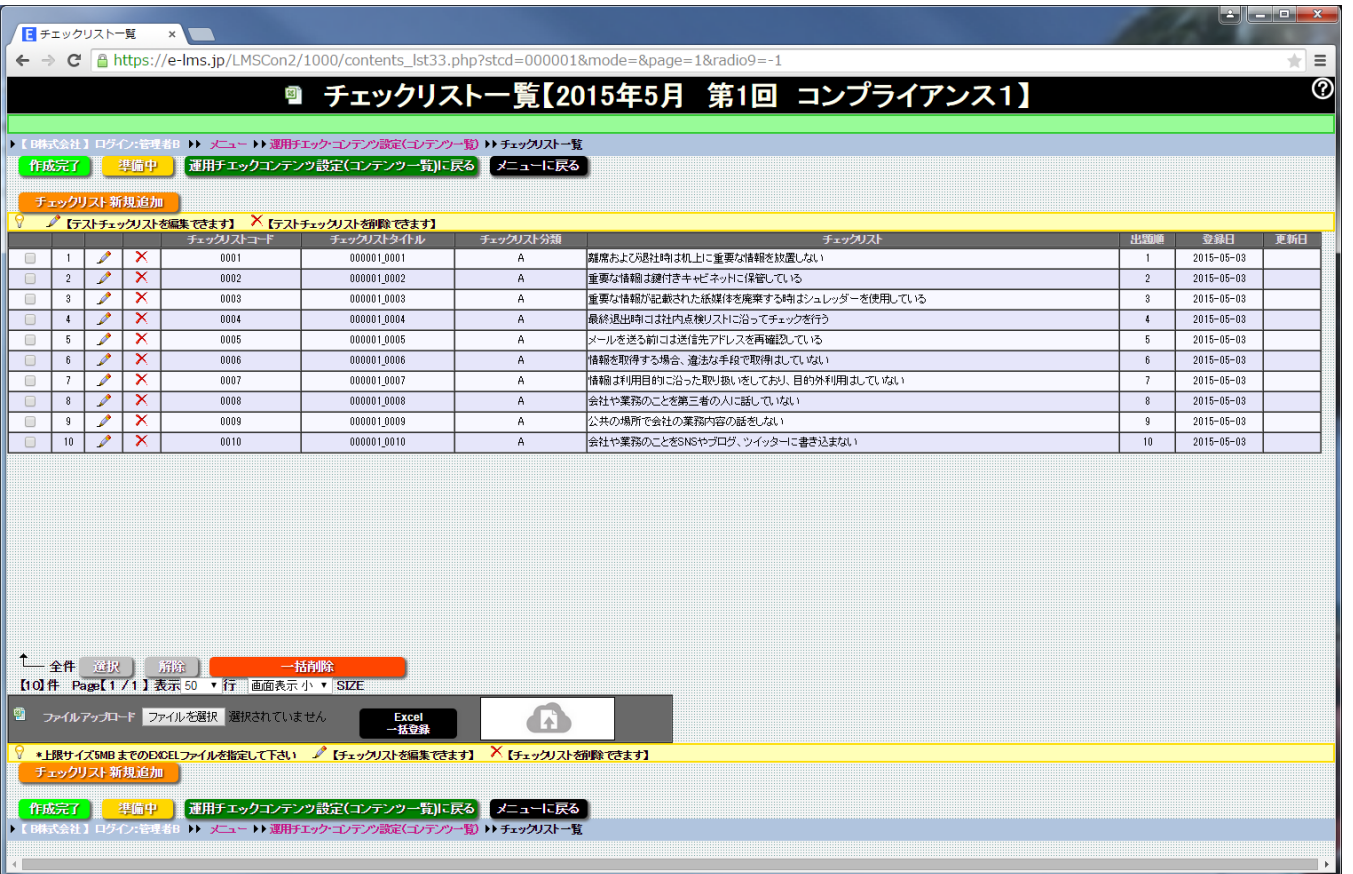 チェックリスト一覧
https://e-lms.jp/LMSCon2/1000/contents_lst33.php?stcd=000001&mode=&page=1&radio9=-1
チェックリスト一覧【2015年5月 第1回 コンプライアンス1】
【B株式会社】ログイン:管理者B メニュー 運用チェック・コンテンツ設定(コンテンツ一覧) チェックリスト一覧
作成完了 準備中 運用チェックコンテンツ設定(コンテンツ一覧)に戻る メニューに戻る
チェックリスト新規追加
【テストチェックリストを編集できます】 【テストチェックリストを削除できます】
チェックリストコード チェックリストタイトル チェックリスト分類 チェックリスト 出題順 登録日 更新日
1 0001 000001_0001 A 離席および退社時は机上に重要な情報を放置しない 1 2015-05-03
2 0002 000001_0002 A 重要な情報は鍵付きキャビネットに保管している 2 2015-05-03
3 0003 000001_0003 A 重要な情報が記載された紙媒体を廃棄する時はシュレッダーを使用している 3 2015-05-03
4 0004 000001_0004 A 最終退出時には社内点検リストに沿ってチェックを行う 4 2015-05-03
5 0005 000001_0005 A メールを送る前には送信先アドレスを再確認している 5 2015-05-03
6 0006 000001_0006 A 情報を取得する場合、違法な手段で取得はしていない 6 2015-05-03
7 0007 000001_0007 A 情報は利用目的に沿った取り扱いをしており、目的外利用はしていない 7 2015-05-03
8 0008 000001_0008 A 会社や業務のことを第三者の人に話していない 8 2015-05-03
9 0009 000001_0009 A 公共の場所で会社の業務内容の話をしない 9 2015-05-03
10 0010 000001_0010 A 会社や業務のことをSNSやブログ、ツイッターに書き込まない 10 2015-05-03
全件 選択 解除 一括削除
【10】件 Page【1 / 1】表示 50 行 画面表示 小 SIZE
ファイルアップロード ファイルを選択 選択されていません Excel
一括登録
*上限サイズ5MBまでのEXCELファイルを指定して下さい 【チェックリストを編集できます】 【チェックリストを削除できます】
チェックリスト新規追加
作成完了 準備中 運用チェックコンテンツ設定(コンテンツ一覧)に戻る メニューに戻る
【B株式会社】ログイン:管理者B メニュー 運用チェック・コンテンツ設定(コンテンツ一覧) チェックリスト一覧